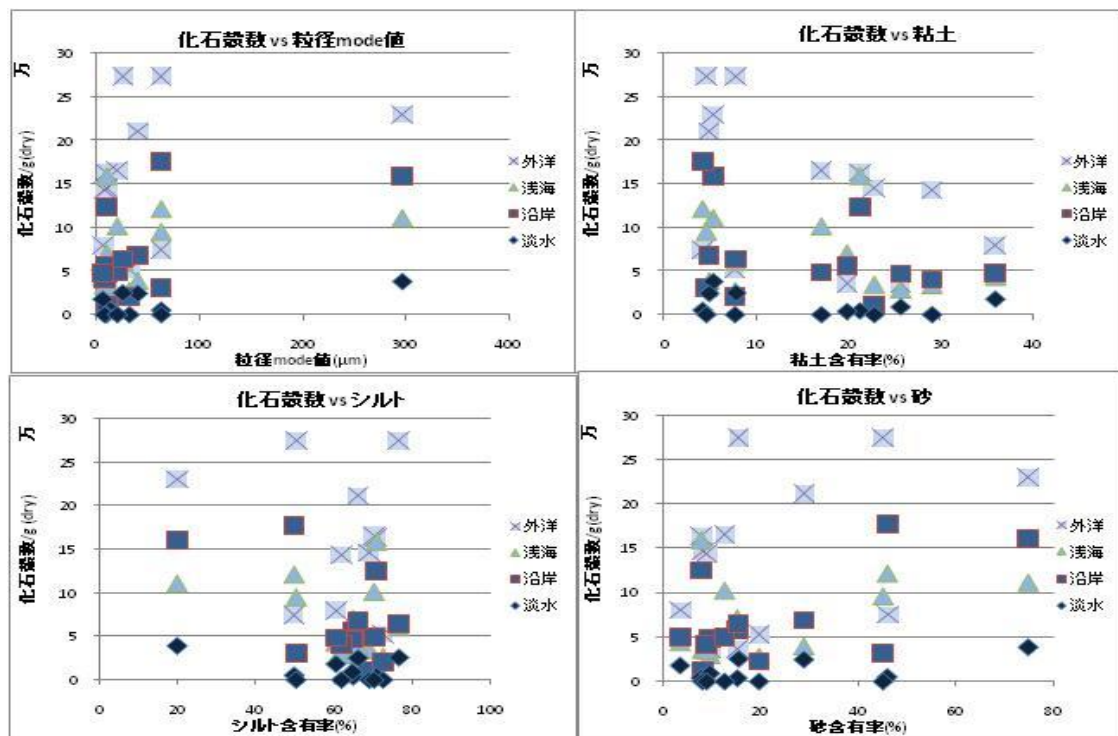 化石殻数 vs 粒径mode値
万
30
25
20
15
10
5
0
化石殻数/g(dry)
0 100 200 300 400
粒径mode値(μm)
外洋
浅海
沿岸
淡水
化石殻数 vs 粘土
万
30
25
20
15
10
5
0
化石殻数/g(dry)
0 10 20 30 40
粘土含有率(%)
外洋
浅海
沿岸
淡水
化石殻数 vs シルト
万
30
25
20
15
10
5
0
化石殻数/g(dry)
0 20 40 60 80 100
シルト含有率(%)
外洋
浅海
沿岸
淡水
化石殻数 vs 砂
万
30
25
20
15
10
5
0
化石殻数/g(dry)
0 20 40 60 80
砂含有率(%)
外洋
浅海
沿岸
淡水